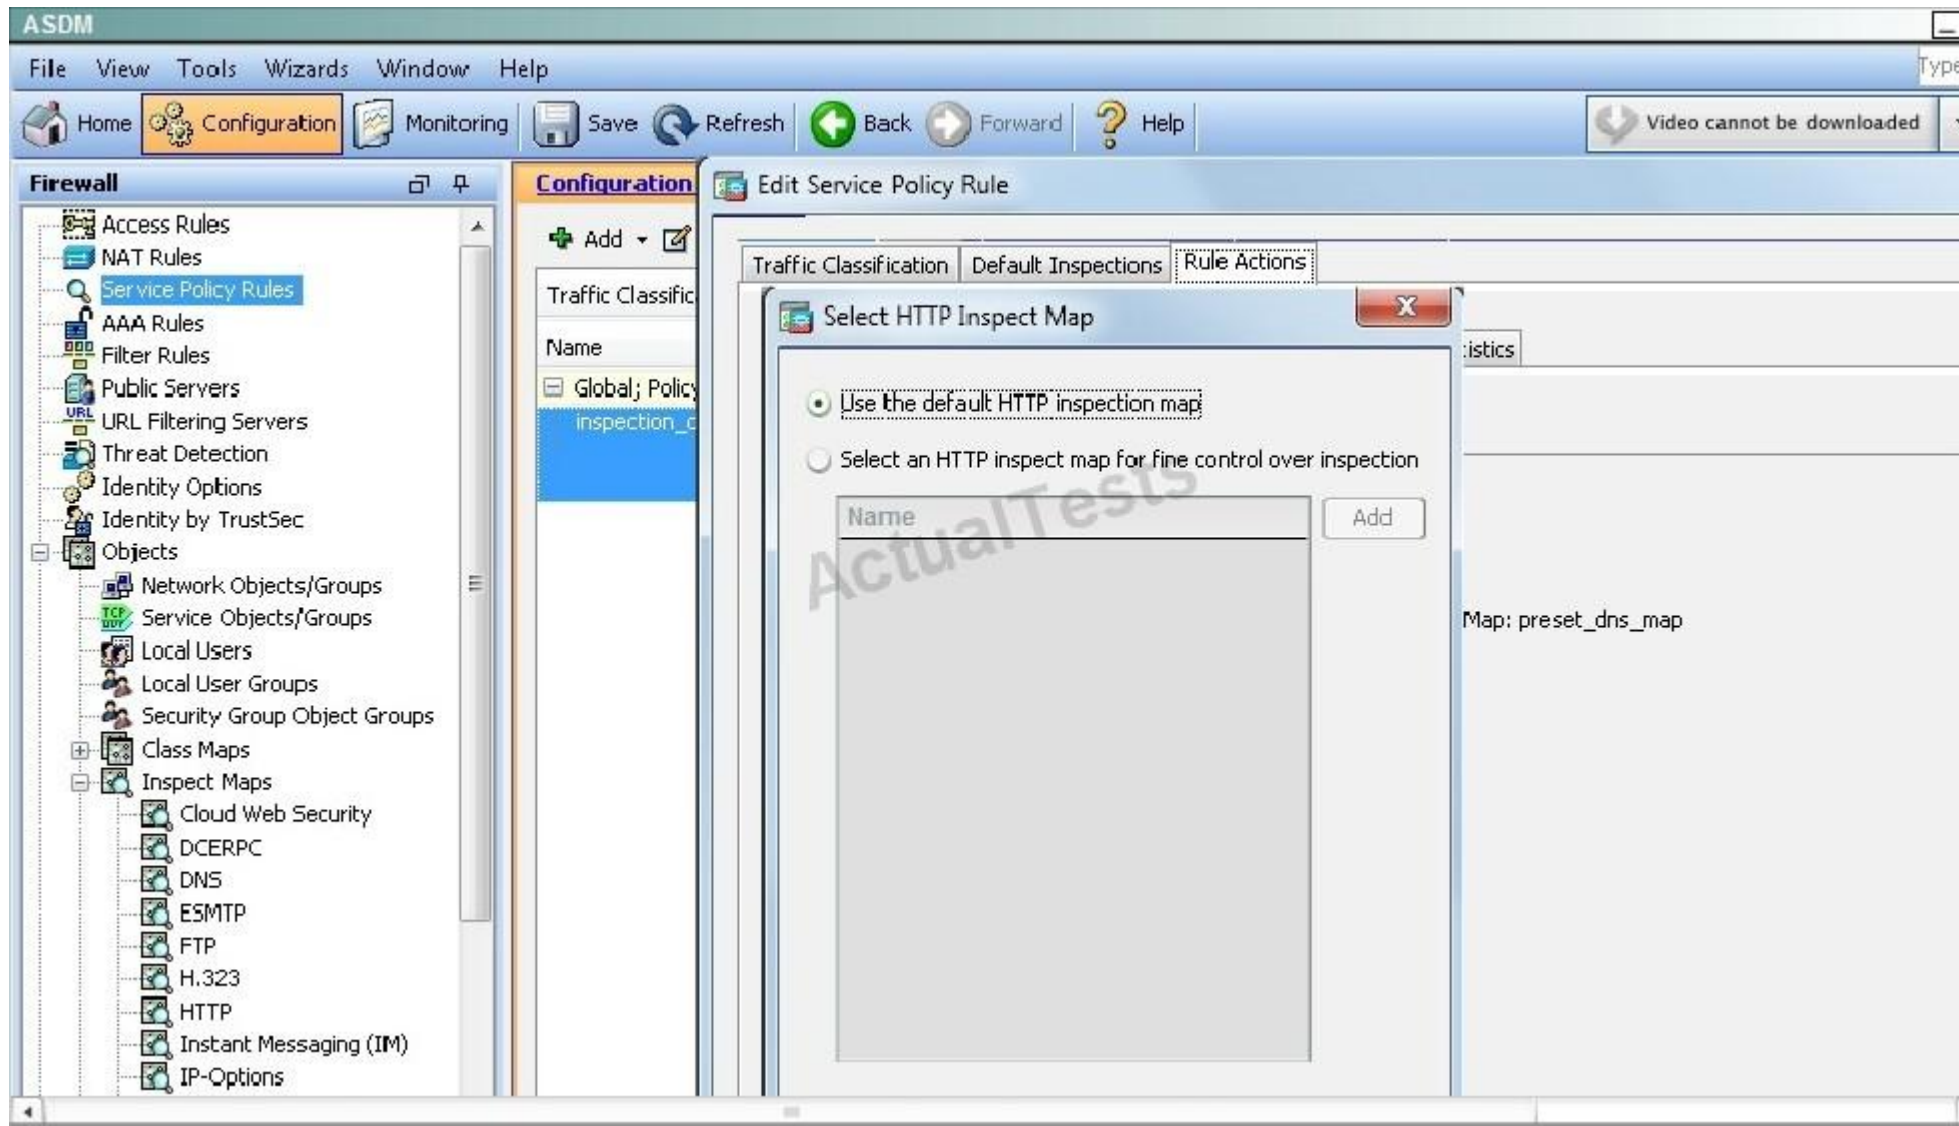 ASDM
File View Tools Wizards Window Help
Type
Home Configuration Monitoring Save Refresh Back Forward Help
Video cannot be downloaded
Firewall
Access Rules
NAT Rules
Service Policy Rules
AAA Rules
Filter Rules
Public Servers
URL Filtering Servers
Threat Detection
Identity Options
Identity by TrustSec
Objects
Network Objects/Groups
Service Objects/Groups
Local Users
Local User Groups
Security Group Object Groups
Class Maps
Inspect Maps
Cloud Web Security
DCERPC
DNS
ESMTP
FTP
H.323
HTTP
Instant Messaging (IM)
IP-Options
Configuration
Add
Traffic Classific
Name
Global; Policy
inspection_
Edit Service Policy Rule
Traffic Classification Default Inspections Rule Actions
istics
Select HTTP Inspect Map
Use the default HTTP inspection map
Select an HTTP inspect map for fine control over inspection
Name
Add
ActualTests
Map: preset_dns_map